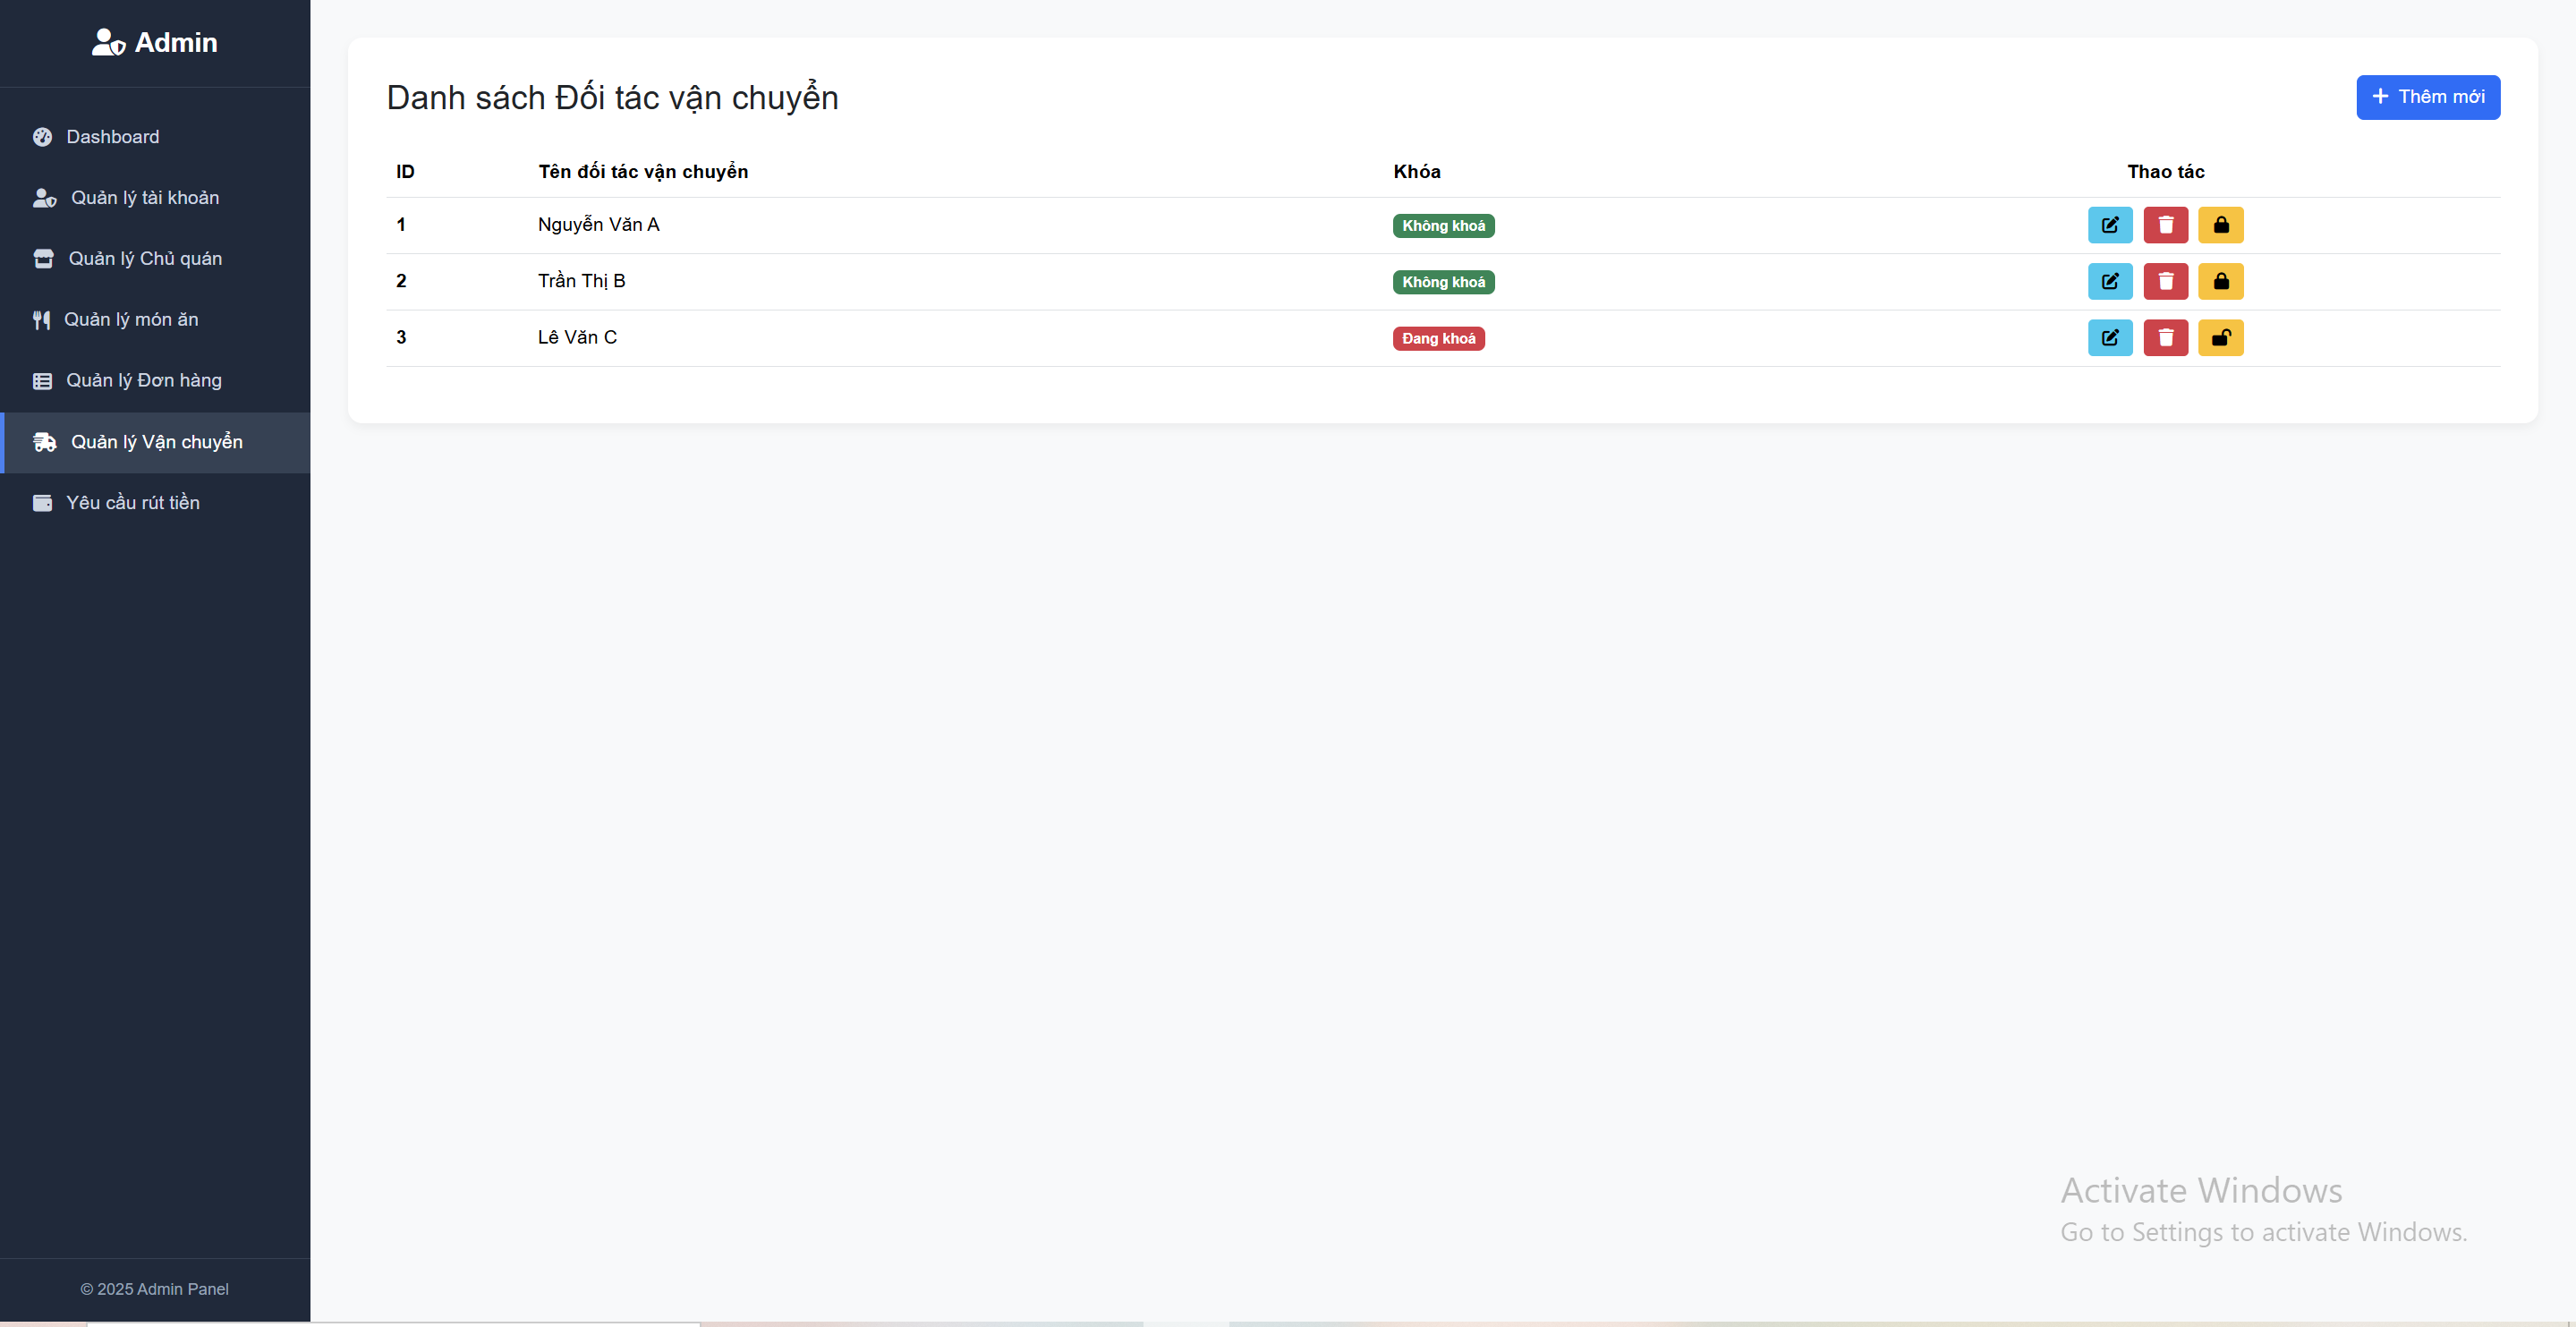 Admin
Dashboard
Quản lý tài khoản
Quản lý Chủ quán
Quản lý món ăn
Quản lý Đơn hàng
Quản lý Vận chuyển
Yêu cầu rút tiền
© 2025 Admin Panel
Danh sách Đối tác vận chuyển
Thêm mới
ID Tên đối tác vận chuyển Khóa Thao tác
1 Nguyễn Văn A Không khoá
2 Trần Thị B Không khoá
3 Lê Văn C Đang khoá
Activate Windows
Go to Settings to activate Windows.